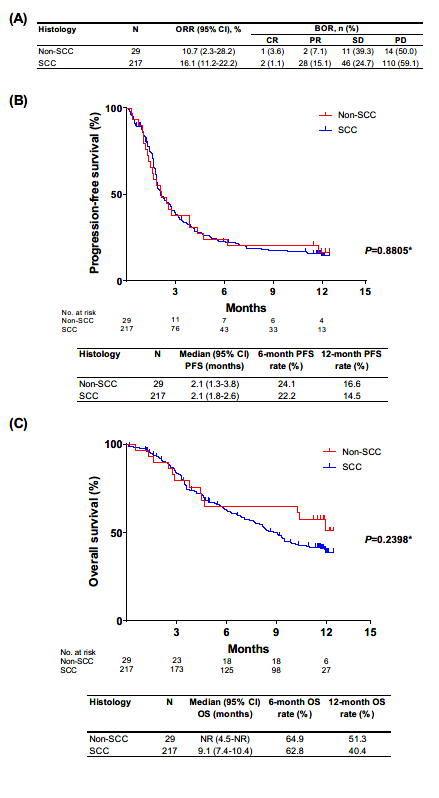 (A)
Histology N ORR (95% CI), % BOR, n (%)
CR PR SD PD
Non-SCC 29 10.7 (2.3-28.2) 1 (3.6) 2 (7.1) 11 (39.3) 14 (50.0)
SCC 217 16.1 (11.2-22.2) 2 (1.1) 28 (15.1) 46 (24.7) 110 (59.1)
(B)
Progression-free survival (%)
100
50
0
Non-SCC
SCC
P=0.8805*
3 6 9 12 15
Months
No. at risk
Non-SCC 29 11 7 6 4
SCC 217 76 43 33 13
Histology N Median (95% CI) 6-month PFS 12-month PFS
PFS (months) rate (%) rate (%)
Non-SCC 29 2.1 (1.3-3.8) 24.1 16.6
SCC 217 2.1 (1.8-2.6) 22.2 14.5
(C)
Overall survival (%)
100
50
0
Non-SCC
SCC
P=0.2398*
3 6 9 12 15
Months
No. at risk
Non-SCC 29 23 18 18 6
SCC 217 173 125 98 27
Histology N Median (95% CI) 6-month OS 12-month OS
OS (months) rate (%) rate (%)
Non-SCC 29 NR (4.5-NR) 64.9 51.3
SCC 217 9.1 (7.4-10.4) 62.8 40.4